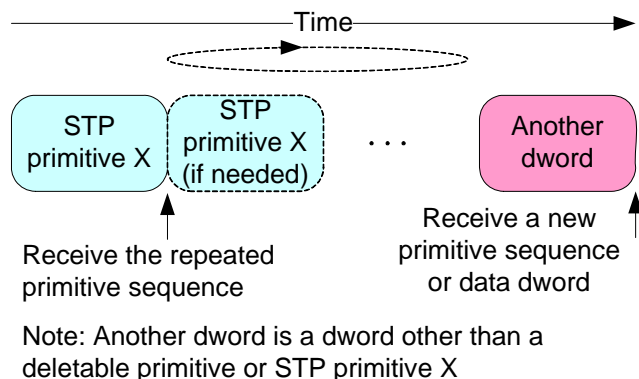 Time
STP
primitive X
STP
primitive X
(if needed)
. . .
Another
dword
Receive the repeated
primitive sequence
Receive a new
primitive sequence
or data dword
Note: Another dword is a dword other than a
deletable primitive or STP primitive X